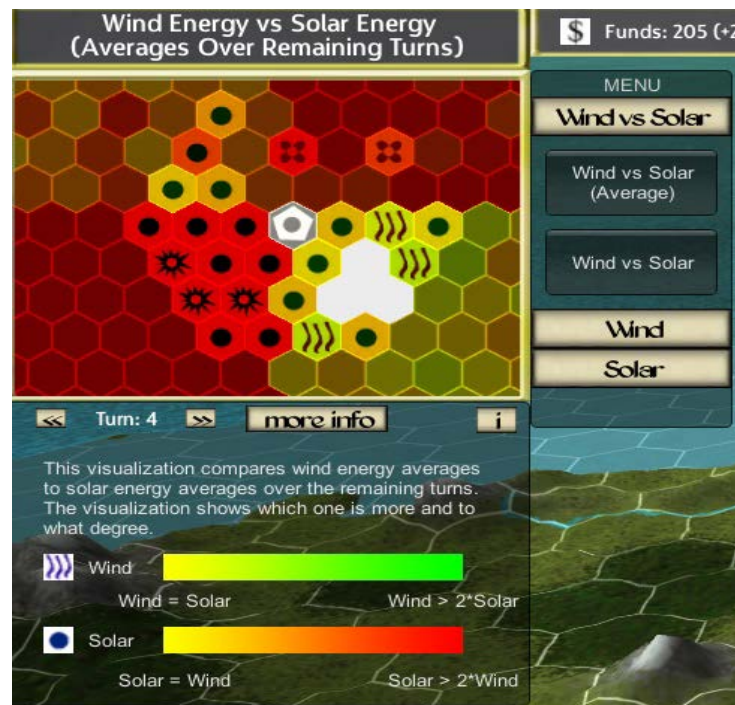 Wind Energy vs Solar Energy
(Averages Over Remaining Turns)
$ Funds: 205 (+2
MENU
Wind vs Solar
Wind vs Solar
(Average)
Wind vs Solar
Wind
Solar
<< Turn: 4 >> more info i
This visualization compares wind energy averages
to solar energy averages over the remaining turns.
The visualization shows which one is more and to
what degree.
Wind
Wind = Solar Wind > 2*Solar
Solar
Solar = Wind Solar > 2*Wind